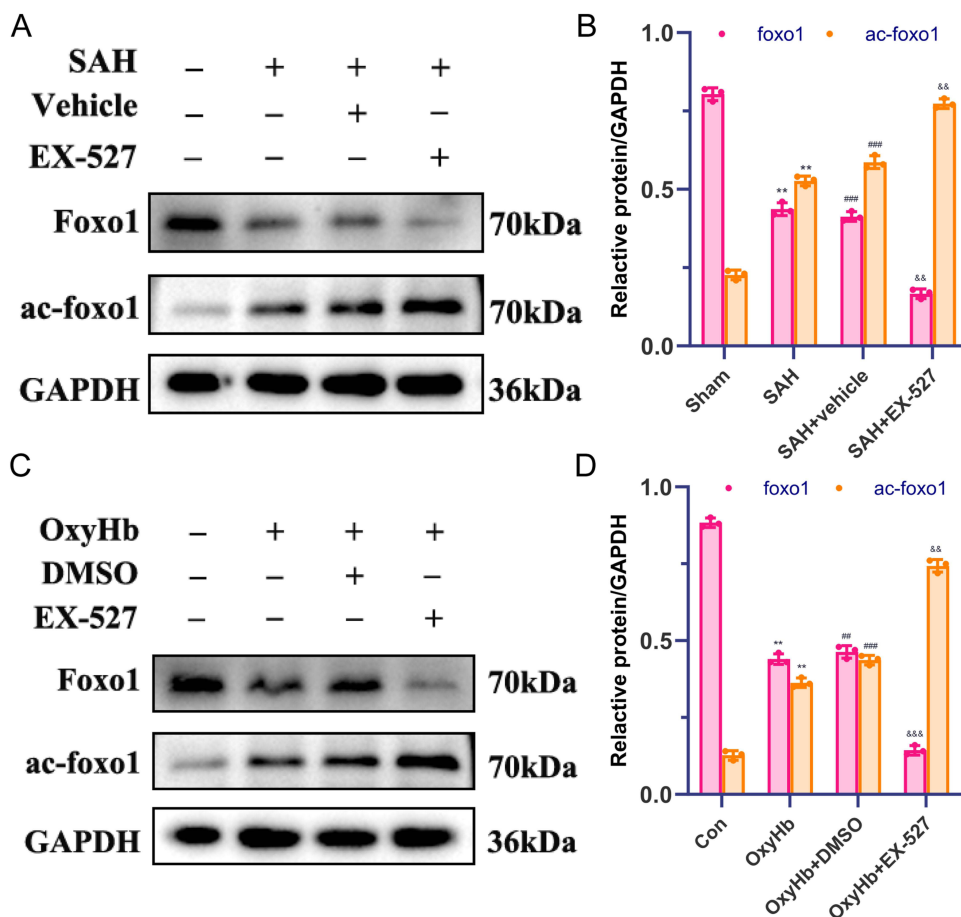 A
SAH – + + +
Vehicle – – + –
EX-527 – – – +
Foxo1 70kDa
ac-foxo1 70kDa
GAPDH 36kDa
B
foxo1 ac-foxo1
Relactive protein/GAPDH
1.0
0.5
0.0
** ** ### ### && &&
Sham SAH SAH+vehicle SAH+EX-527
C
OxyHb – + + +
DMSO – – + –
EX-527 – – – +
Foxo1 70kDa
ac-foxo1 70kDa
GAPDH 36kDa
D
foxo1 ac-foxo1
Relactive protein/GAPDH
1.0
0.5
0.0
** ** ## ### &&& &&
Con OxyHb OxyHb+DMSO OxyHb+EX-527